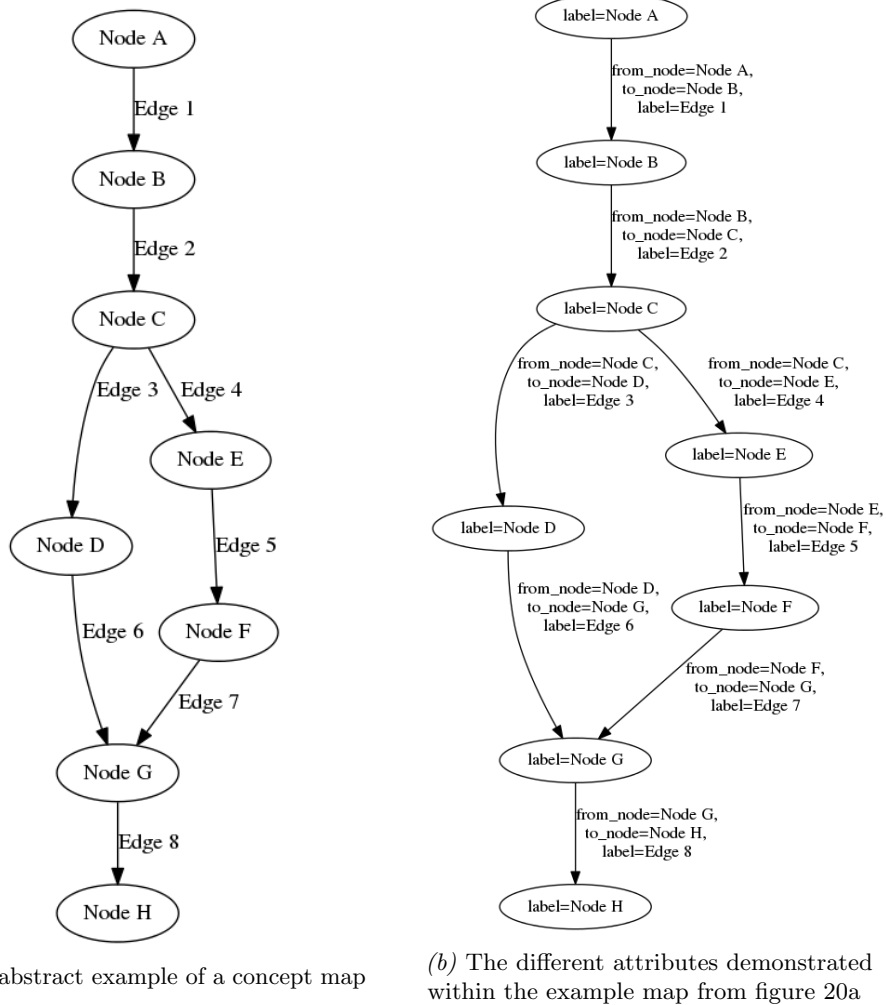 Node A
Edge 1
Node B
Edge 2
Node C
Edge 3
Edge 4
Node E
Node D
Edge 5
Edge 6
Node F
Edge 7
Node G
Edge 8
Node H
abstract example of a concept map
label=Node A
from_node=Node A,
to_node=Node B,
label=Edge 1
label=Node B
from_node=Node B,
to_node=Node C,
label=Edge 2
label=Node C
from_node=Node C,
to_node=Node D,
label=Edge 3
from_node=Node C,
to_node=Node E,
label=Edge 4
label=Node E
label=Node D
from_node=Node E,
to_node=Node F,
label=Edge 5
from_node=Node D,
to_node=Node G,
label=Edge 6
label=Node F
from_node=Node F,
to_node=Node G,
label=Edge 7
label=Node G
from_node=Node G,
to_node=Node H,
label=Edge 8
label=Node H
(b) The different attributes demonstrated
within the example map from figure 20a